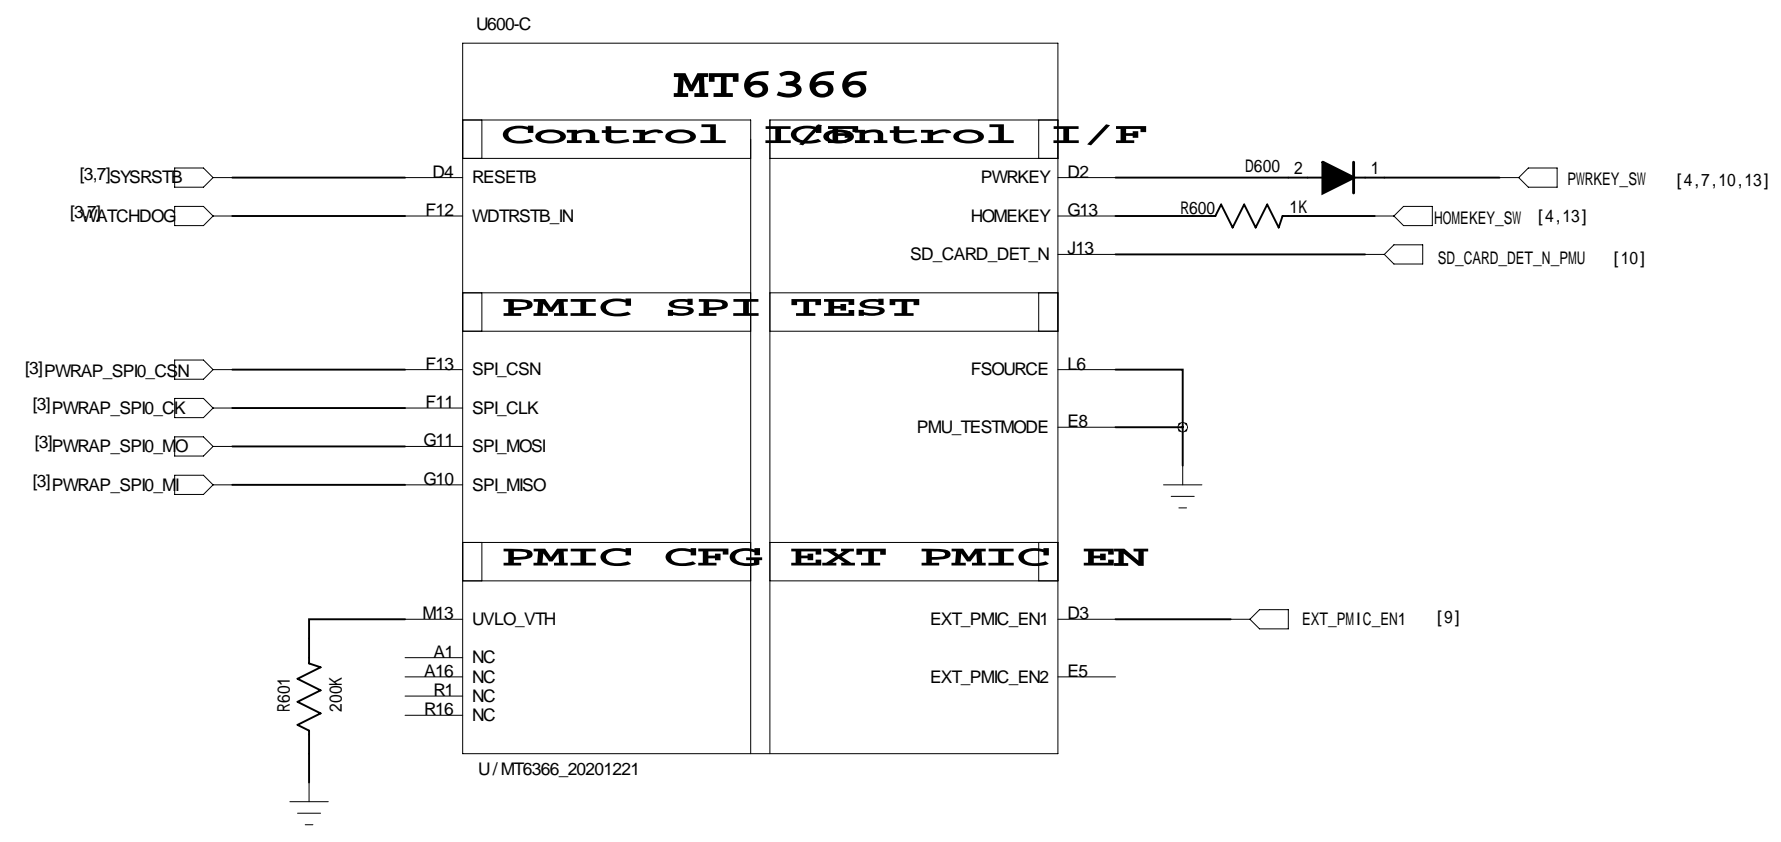 U600-C
MT6366
Control I/F Control I/F
[3,7]SYSRSTB D4 RESETB PWRKEY D2 D600 2 1 PWRKEY_SW [4,7,10,13]
[3,7]WATCHDOG F12 WDTRSTB_IN HOMEKEY G13 R600 1K HOMEKEY_SW [4,13]
SD_CARD_DET_N J13 SD_CARD_DET_N_PMU [10]
PMIC SPI TEST
[3]PWRAP_SPI0_CSN F13 SPI_CSN FSOURCE L6
[3]PWRAP_SPI0_CK F11 SPI_CLK
PMU_TESTMODE E8
[3]PWRAP_SPI0_MO G11 SPI_MOSI
[3]PWRAP_SPI0_MI G10 SPI_MISO
PMIC CFG EXT PMIC EN
M13 UVLO_VTH EXT_PMIC_EN1 D3 EXT_PMIC_EN1 [9]
A1 NC
A16 NC EXT_PMIC_EN2 E5
R601 200K R1 NC
R16 NC
U/MT6366_20201221